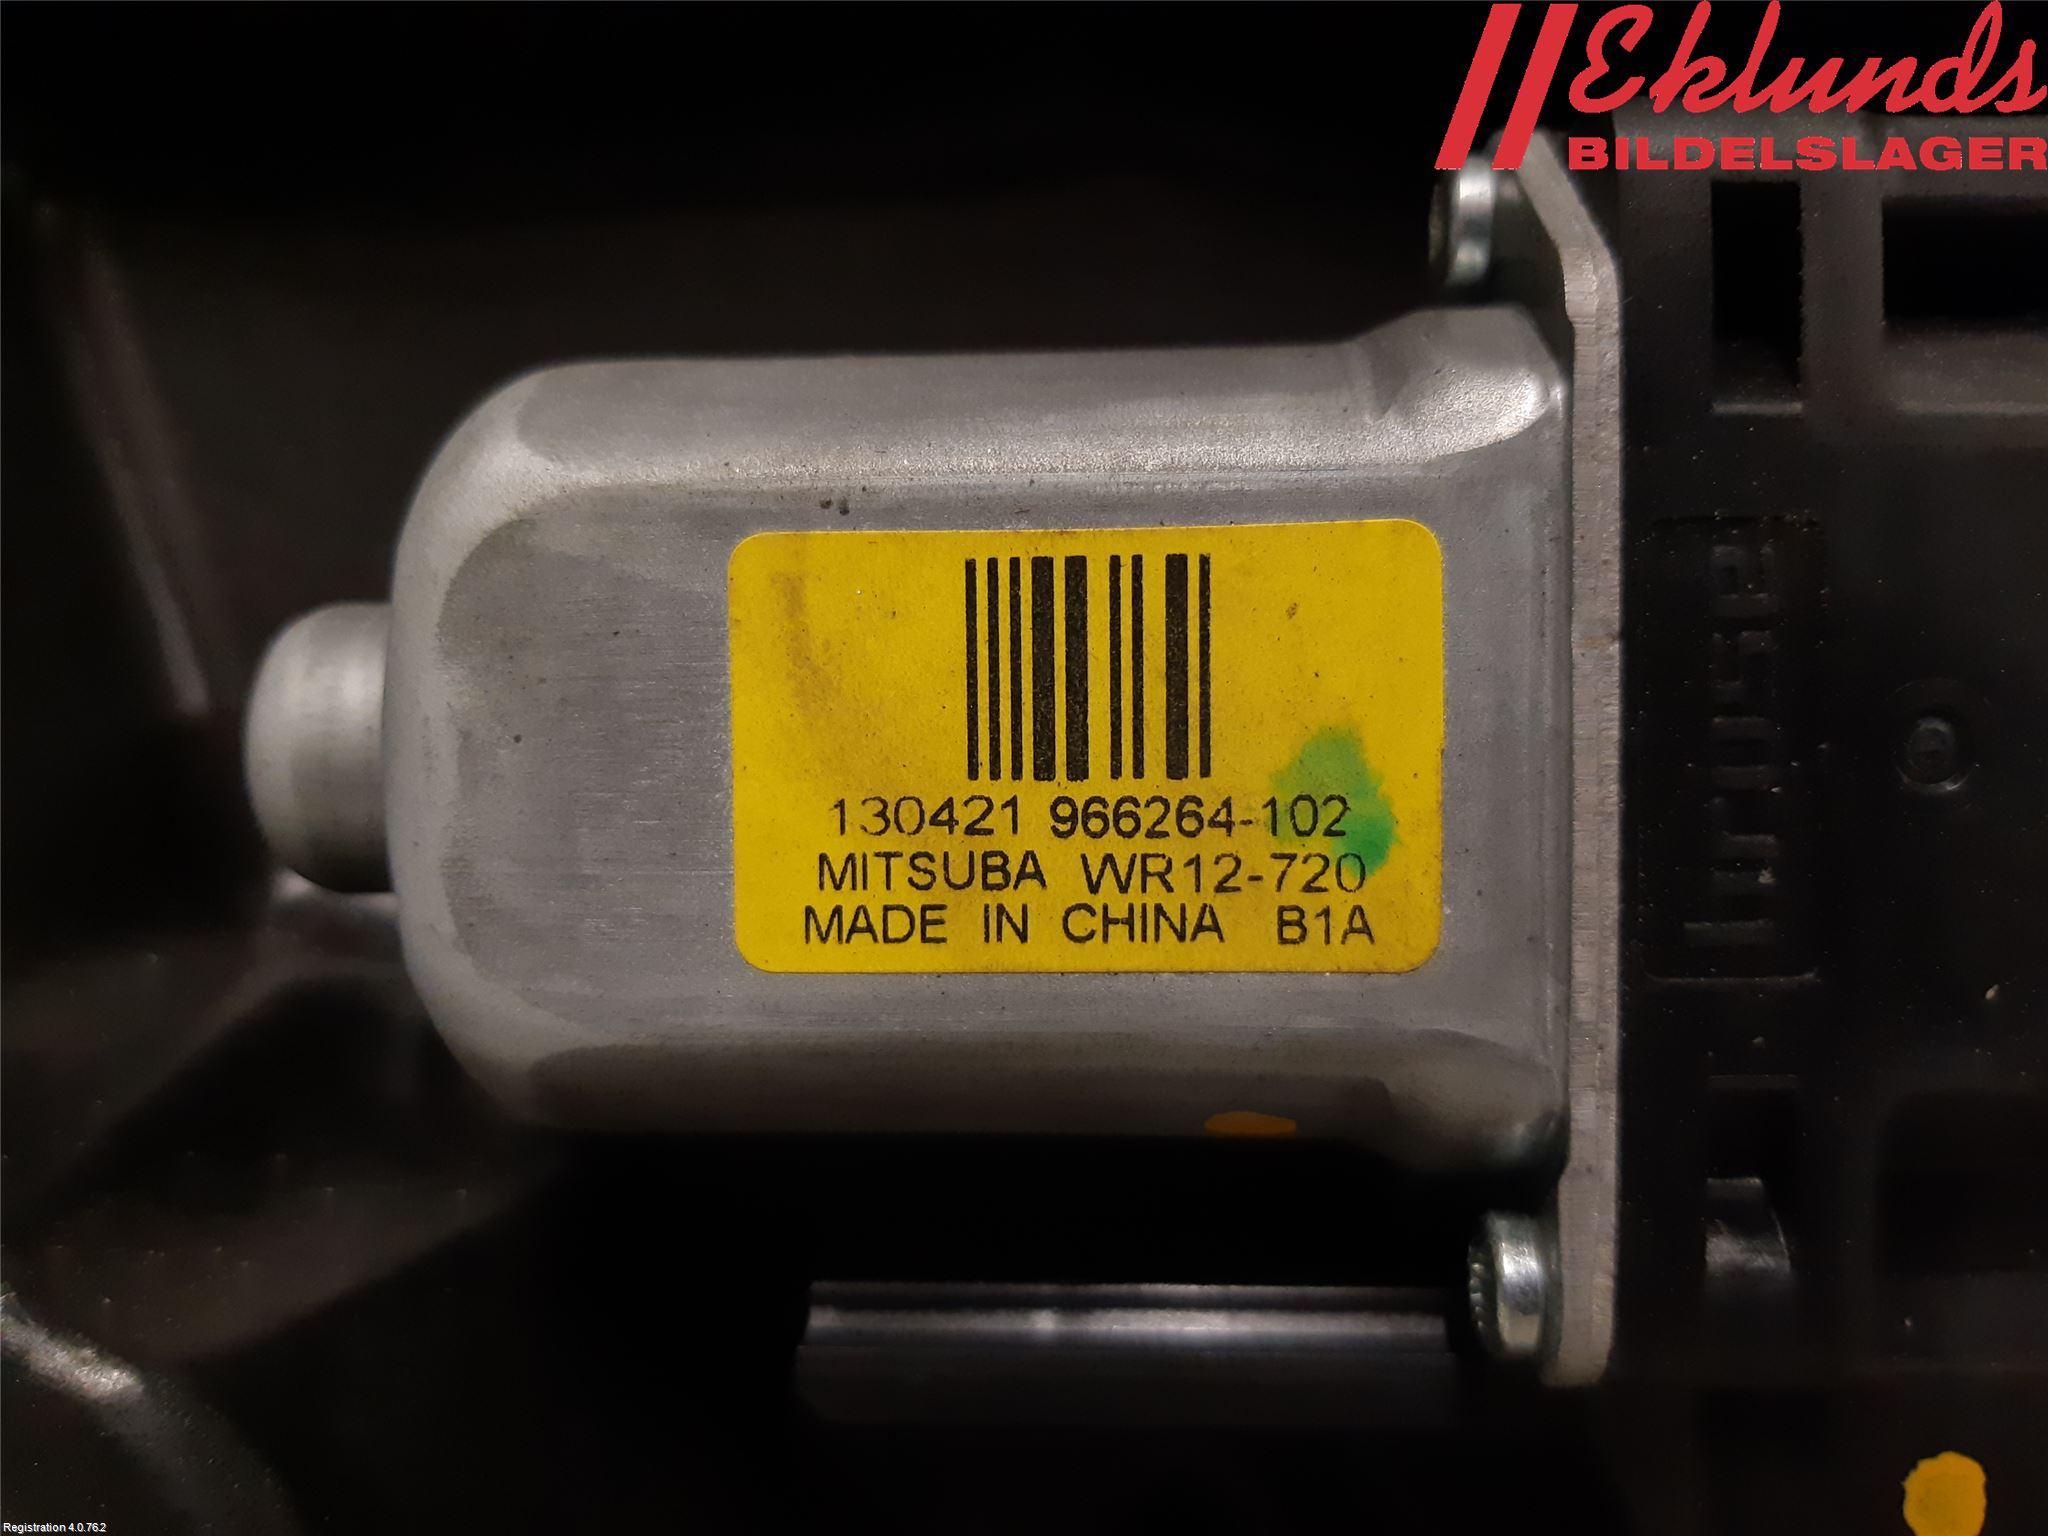 Eklunds
BILDELSLAGER
130421 966264-102
MITSUBA WR12-720
MADE IN CHINA B1A
Registration 4.0.76.2